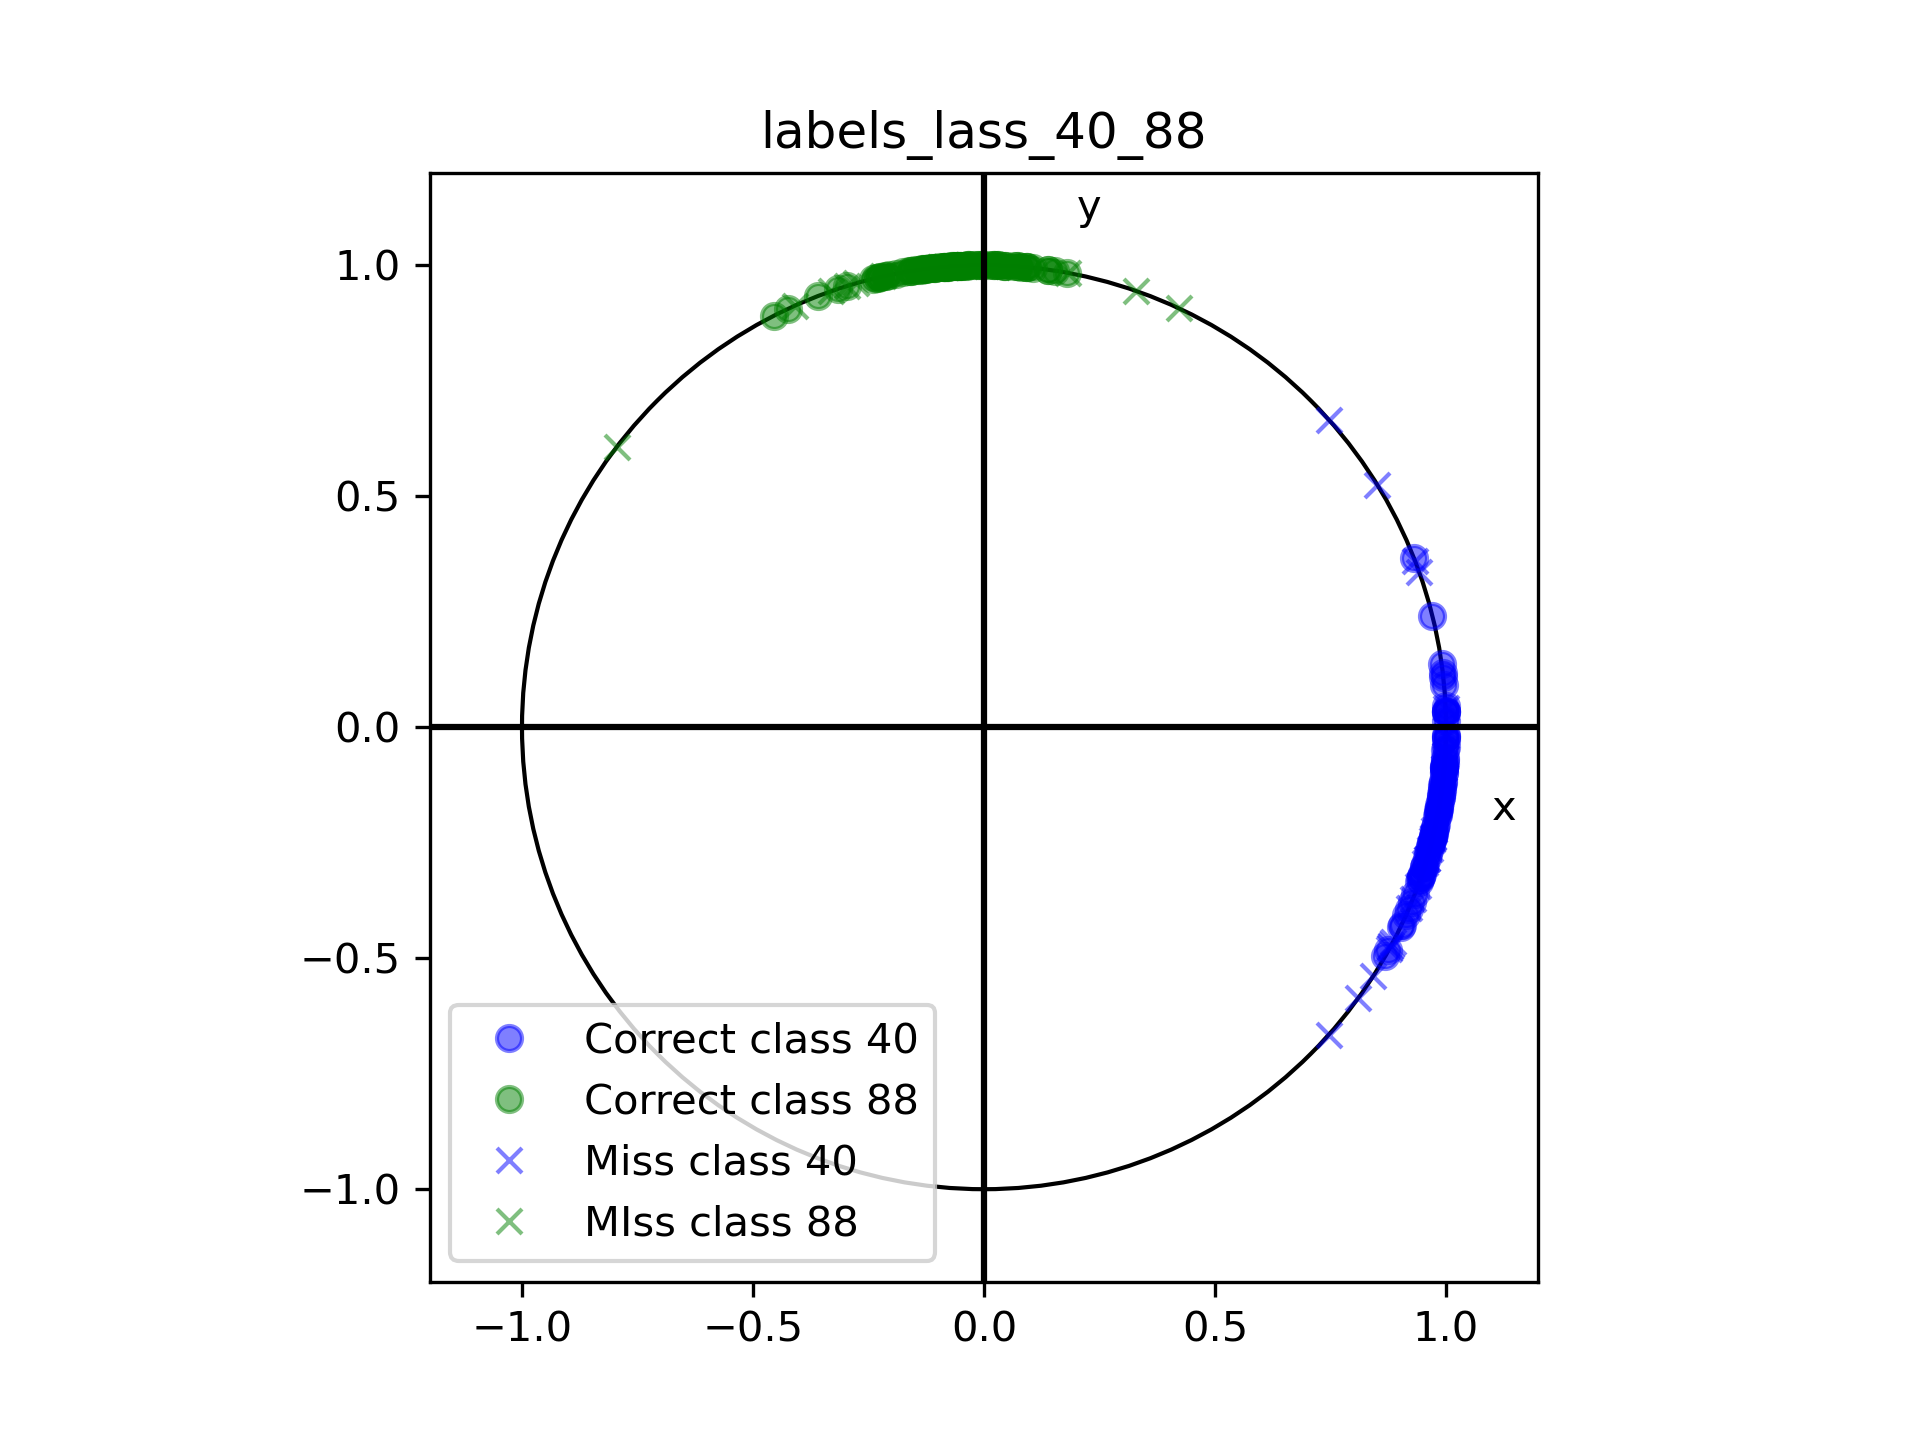 labels_lass_40_88
y
1.0
0.5
0.0
x
−0.5
−1.0
Correct class 40
Correct class 88
Miss class 40
MIss class 88
−1.0 −0.5 0.0 0.5 1.0